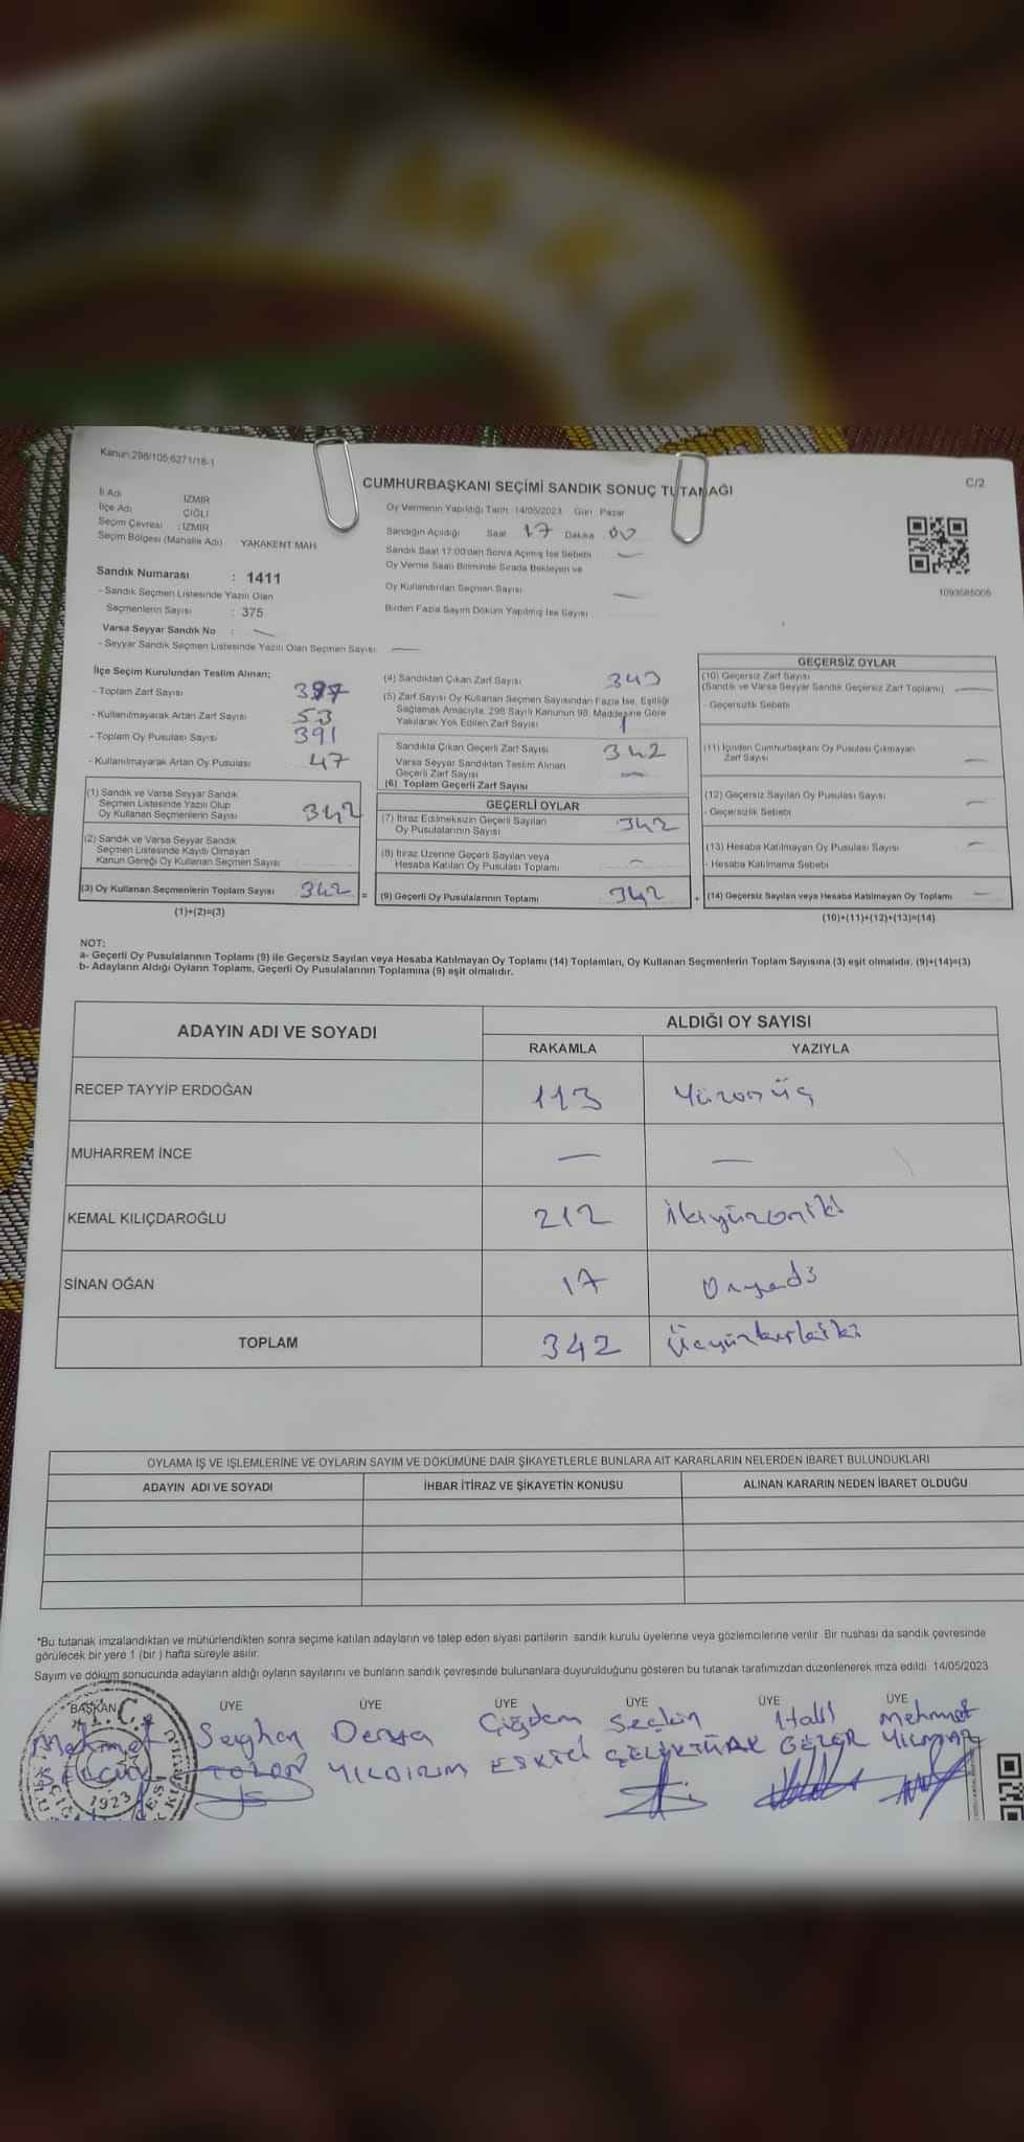 Kanun:298/105;6271/18-1
CUMHURBAŞKANI SEÇİMİ SANDIK SONUÇ TUTANAĞI
C/2
İl Adı İZMİR
İlçe Adı ÇİĞLİ
Seçim Çevresi : İZMİR
Seçim Bölgesi (Mahalle Adı) YAKAKENT MAH
Sandık Numarası : 1411
- Sandık Seçmen Listesinde Yazılı Olan
Seçmenlerin Sayısı : 375
Varsa Seyyar Sandık No : —
- Seyyar Sandık Seçmen Listesinde Yazılı Olan Seçmen Sayısı —
Oy Vermenin Yapıldığı Tarih 14/05/2023 Gün Pazar
Sandığın Açıldığı Saat 17 Dakika 00
Sandık Saat 17:00'den Sonra Açılmış İse Sebebi —
Oy Verme Saati Bitiminde Sırada Bekleyen ve
Oy Kullandırılan Seçmen Sayısı —
Birden Fazla Sayım Döküm Yapılmış İse Sayısı
İlçe Seçim Kurulundan Teslim Alınan;
- Toplam Zarf Sayısı
- Kullanılmayarak Artan Zarf Sayısı 53
- Toplam Oy Pusulası Sayısı 391
- Kullanılmayarak Artan Oy Pusulası 47
(1) Sandık ve Varsa Seyyar Sandık
Seçmen Listesinde Yazılı Olup
Oy Kullanan Seçmenlerin Sayısı 342
(2) Sandık ve Varsa Seyyar Sandık
Seçmen Listesinde Kayıtlı Olmayan
Kanun Gereği Oy Kullanan Seçmen Sayısı
(3) Oy Kullanan Seçmenlerin Toplam Sayısı 342 =
(1)+(2)=(3)
(4) Sandıktan Çıkan Zarf Sayısı 343
(5) Zarf Sayısı Oy Kullanan Seçmen Sayısından Fazla İse, Eşitliği
Sağlamak Amacıyla, 298 Sayılı Kanunun 98. Maddesine Göre
Yakılarak Yok Edilen Zarf Sayısı 1
Sandıkta Çıkan Geçerli Zarf Sayısı 342
Varsa Seyyar Sandıktan Teslim Alınan
Geçerli Zarf Sayısı —
(6) Toplam Geçerli Zarf Sayısı
GEÇERLİ OYLAR
(7) İtiraz Edilmeksizin Geçerli Sayılan
Oy Pusulalarının Sayısı 342
(8) İtiraz Üzerine Geçerli Sayılan veya
Hesaba Katılan Oy Pusulası Toplamı —
(9) Geçerli Oy Pusulalarının Toplamı 342 +
GEÇERSİZ OYLAR
(10) Geçersiz Zarf Sayısı
(Sandık ve Varsa Seyyar Sandık Geçersiz Zarf Toplamı) —
- Geçersizlik Sebebi
(11) İçinden Cumhurbaşkanı Oy Pusulası Çıkmayan
Zarf Sayısı —
(12) Geçersiz Sayılan Oy Pusulası Sayısı —
- Geçersizlik Sebebi
(13) Hesaba Katılmayan Oy Pusulası Sayısı —
- Hesaba Katılmama Sebebi
(14) Geçersiz Sayılan veya Hesaba Katılmayan Oy Toplamı —
(10)+(11)+(12)+(13)=(14)
NOT:
a- Geçerli Oy Pusulalarının Toplamı (9) ile Geçersiz Sayılan veya Hesaba Katılmayan Oy Toplamı (14) Toplamları, Oy Kullanan Seçmenlerin Toplam Sayısına (3) eşit olmalıdır. (9)+(14)=(3)
b- Adayların Aldığı Oyların Toplamı, Geçerli Oy Pusulalarının Toplamına (9) eşit olmalıdır.
ADAYIN ADI VE SOYADI ALDIĞI OY SAYISI
RAKAMLA YAZIYLA
RECEP TAYYİP ERDOĞAN 113 Yüzonüç
MUHARREM İNCE — —
KEMAL KILIÇDAROĞLU 212 İkiyüzoniki
SİNAN OĞAN 17 Onyedi
TOPLAM 342 Üçyüzkırkiki
OYLAMA İŞ VE İŞLEMLERİNE VE OYLARIN SAYIM VE DÖKÜMÜNE DAİR ŞİKAYETLERLE BUNLARA AİT KARARLARIN NELERDEN İBARET BULUNDUKLARI
ADAYIN ADI VE SOYADI İHBAR İTİRAZ VE ŞİKAYETİN KONUSU ALINAN KARARIN NEDEN İBARET OLDUĞU
*Bu tutanak imzalandıktan ve mühürlendikten sonra seçime katılan adayların ve talep eden siyasi partilerin sandık kurulu üyelerine veya gözlemcilerine verilir. Bir nüshası da sandık çevresinde
görülecek bir yere 1 (bir) hafta süreyle asılır.
Sayım ve döküm sonucunda adayların aldığı oyların sayılarını ve bunların sandık çevresinde bulunanlara duyurulduğunu gösteren bu tutanak tarafımızdan düzenlenerek imza edildi. 14/05/2023
BAŞKAN ÜYE ÜYE ÜYE ÜYE ÜYE ÜYE
Mehmet Seyhan Derya Çiğdem Seçkin Halil Mehmet
SELÇUK YILDIRIM ESKİCİ ÇELİKTÜRK GEZER YILMAZ
T.C.
1923